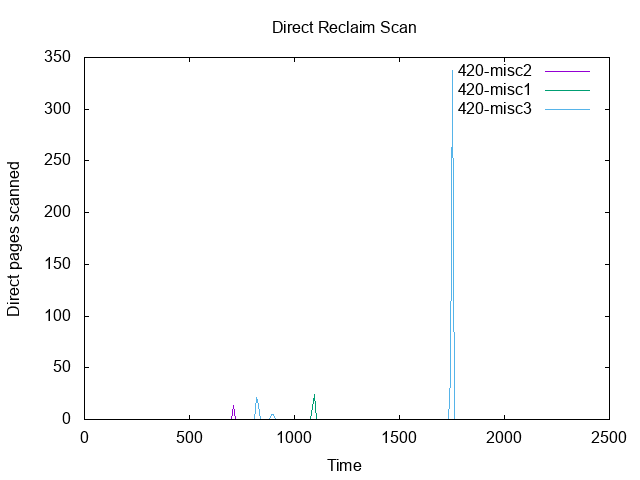 Direct Reclaim Scan
350
300
250
200
150
100
50
0
Direct pages scanned
420-misc2
420-misc1
420-misc3
0 500 1000 1500 2000 2500
Time